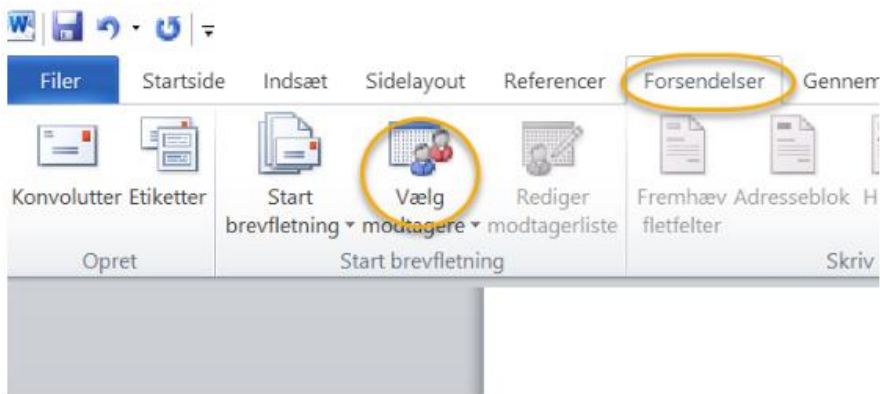 W
Filer Startside Indsæt Sidelayout Referencer Forsendelser Gennem
Konvolutter Etiketter Start brevfletning Vælg modtagere Rediger modtagerliste Fremhæv fletfelter Adresseblok H
Opret Start brevfletning Skriv